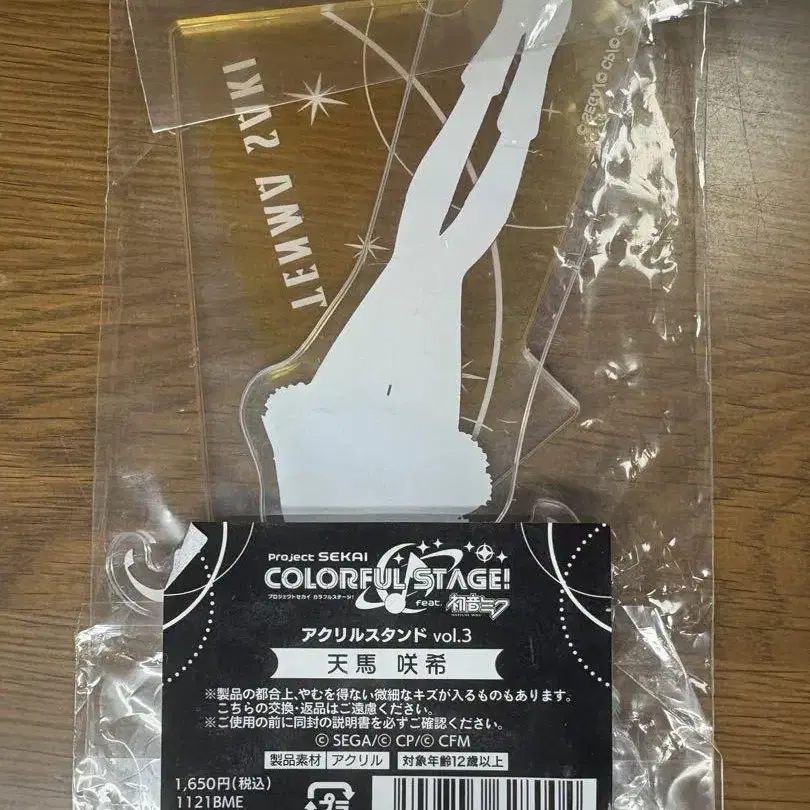 TENMA SAKI
Project SEKAI
COLORFUL STAGE!
プロジェクトセカイ カラフルステージ!
feat. 初音ミク
アクリルスタンド vol.3
天馬 咲希
※製品の都合上、やむを得ない微細なキズが入るものもあります。
こちらの交換・返品はご遠慮ください。
※ご使用の前に同封の説明書を必ずご確認ください。
Ⓒ SEGA/Ⓒ CP/Ⓒ CFM
製品素材 アクリル 対象年齢12歳以上
1,650円(税込)
1121BME
プラ